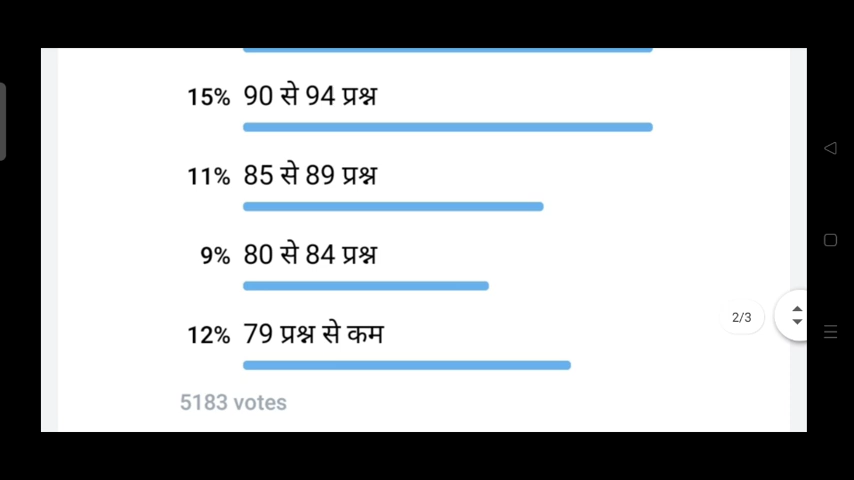 15% 90 से 94 प्रश्न
11% 85 से 89 प्रश्न
9% 80 से 84 प्रश्न
12% 79 प्रश्न से कम
2/3
5183 votes